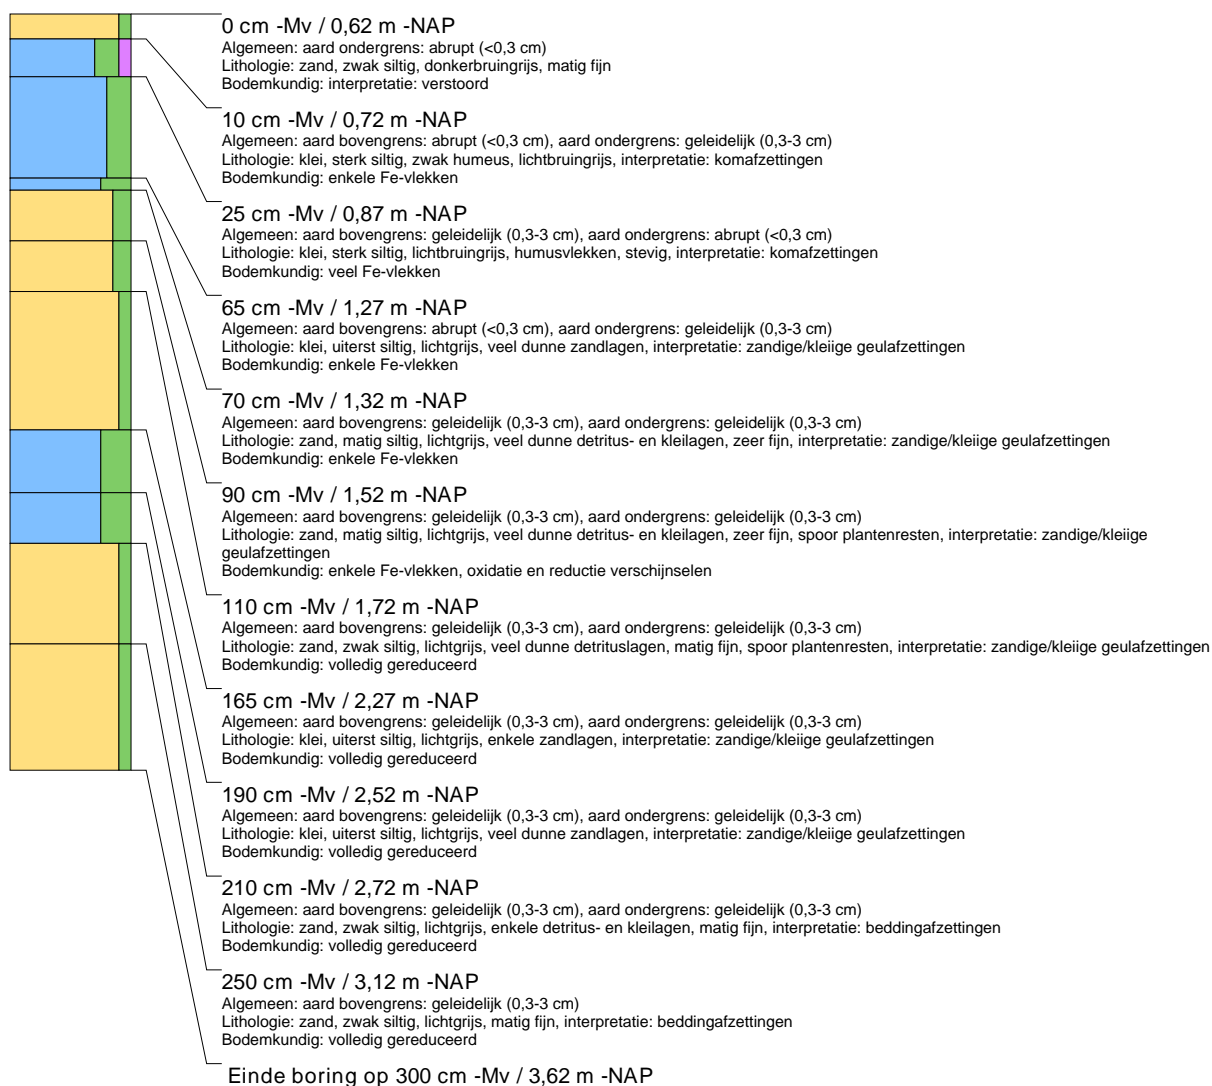 0 cm -Mv / 0,62 m -NAP
Algemeen: aard ondergrens: abrupt (<0,3 cm)
Lithologie: zand, zwak siltig, donkerbruingrijs, matig fijn
Bodemkundig: interpretatie: verstoord
10 cm -Mv / 0,72 m -NAP
Algemeen: aard bovengrens: abrupt (<0,3 cm), aard ondergrens: geleidelijk (0,3-3 cm)
Lithologie: klei, sterk siltig, zwak humeus, lichtbruingrijs, interpretatie: komafzettingen
Bodemkundig: enkele Fe-vlekken
25 cm -Mv / 0,87 m -NAP
Algemeen: aard bovengrens: geleidelijk (0,3-3 cm), aard ondergrens: abrupt (<0,3 cm)
Lithologie: klei, sterk siltig, lichtbruingrijs, humusvlekken, stevig, interpretatie: komafzettingen
Bodemkundig: veel Fe-vlekken
65 cm -Mv / 1,27 m -NAP
Algemeen: aard bovengrens: abrupt (<0,3 cm), aard ondergrens: geleidelijk (0,3-3 cm)
Lithologie: klei, uiterst siltig, lichtgrijs, veel dunne zandlagen, interpretatie: zandige/kleiige geulafzettingen
Bodemkundig: enkele Fe-vlekken
70 cm -Mv / 1,32 m -NAP
Algemeen: aard bovengrens: geleidelijk (0,3-3 cm), aard ondergrens: geleidelijk (0,3-3 cm)
Lithologie: zand, matig siltig, lichtgrijs, veel dunne detritus- en kleilagen, zeer fijn, interpretatie: zandige/kleiige geulafzettingen
Bodemkundig: enkele Fe-vlekken
90 cm -Mv / 1,52 m -NAP
Algemeen: aard bovengrens: geleidelijk (0,3-3 cm), aard ondergrens: geleidelijk (0,3-3 cm)
Lithologie: zand, matig siltig, lichtgrijs, veel dunne detritus- en kleilagen, zeer fijn, spoor plantenresten, interpretatie: zandige/kleiige
geulafzettingen
Bodemkundig: enkele Fe-vlekken, oxidatie en reductie verschijnselen
110 cm -Mv / 1,72 m -NAP
Algemeen: aard bovengrens: geleidelijk (0,3-3 cm), aard ondergrens: geleidelijk (0,3-3 cm)
Lithologie: zand, zwak siltig, lichtgrijs, veel dunne detrituslagen, matig fijn, spoor plantenresten, interpretatie: zandige/kleiige geulafzettingen
Bodemkundig: volledig gereduceerd
165 cm -Mv / 2,27 m -NAP
Algemeen: aard bovengrens: geleidelijk (0,3-3 cm), aard ondergrens: geleidelijk (0,3-3 cm)
Lithologie: klei, uiterst siltig, lichtgrijs, enkele zandlagen, interpretatie: zandige/kleiige geulafzettingen
Bodemkundig: volledig gereduceerd
190 cm -Mv / 2,52 m -NAP
Algemeen: aard bovengrens: geleidelijk (0,3-3 cm), aard ondergrens: geleidelijk (0,3-3 cm)
Lithologie: klei, uiterst siltig, lichtgrijs, veel dunne zandlagen, interpretatie: zandige/kleiige geulafzettingen
Bodemkundig: volledig gereduceerd
210 cm -Mv / 2,72 m -NAP
Algemeen: aard bovengrens: geleidelijk (0,3-3 cm), aard ondergrens: geleidelijk (0,3-3 cm)
Lithologie: zand, zwak siltig, lichtgrijs, enkele detritus- en kleilagen, matig fijn, interpretatie: beddingafzettingen
Bodemkundig: volledig gereduceerd
250 cm -Mv / 3,12 m -NAP
Algemeen: aard bovengrens: geleidelijk (0,3-3 cm)
Lithologie: zand, zwak siltig, lichtgrijs, matig fijn, interpretatie: beddingafzettingen
Bodemkundig: volledig gereduceerd
Einde boring op 300 cm -Mv / 3,62 m -NAP